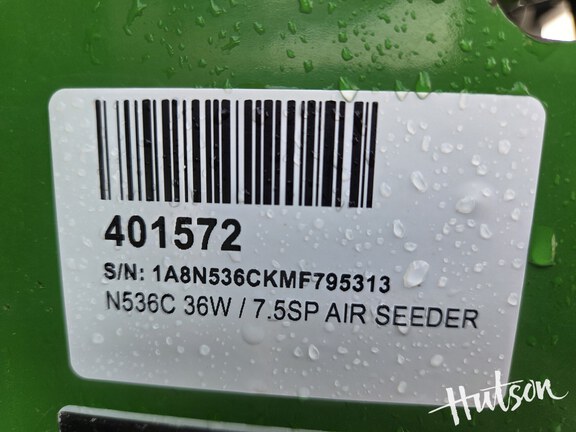 401572
S/N: 1A8N536CKMF795313
N536C 36W / 7.5SP AIR SEEDER
Hutson